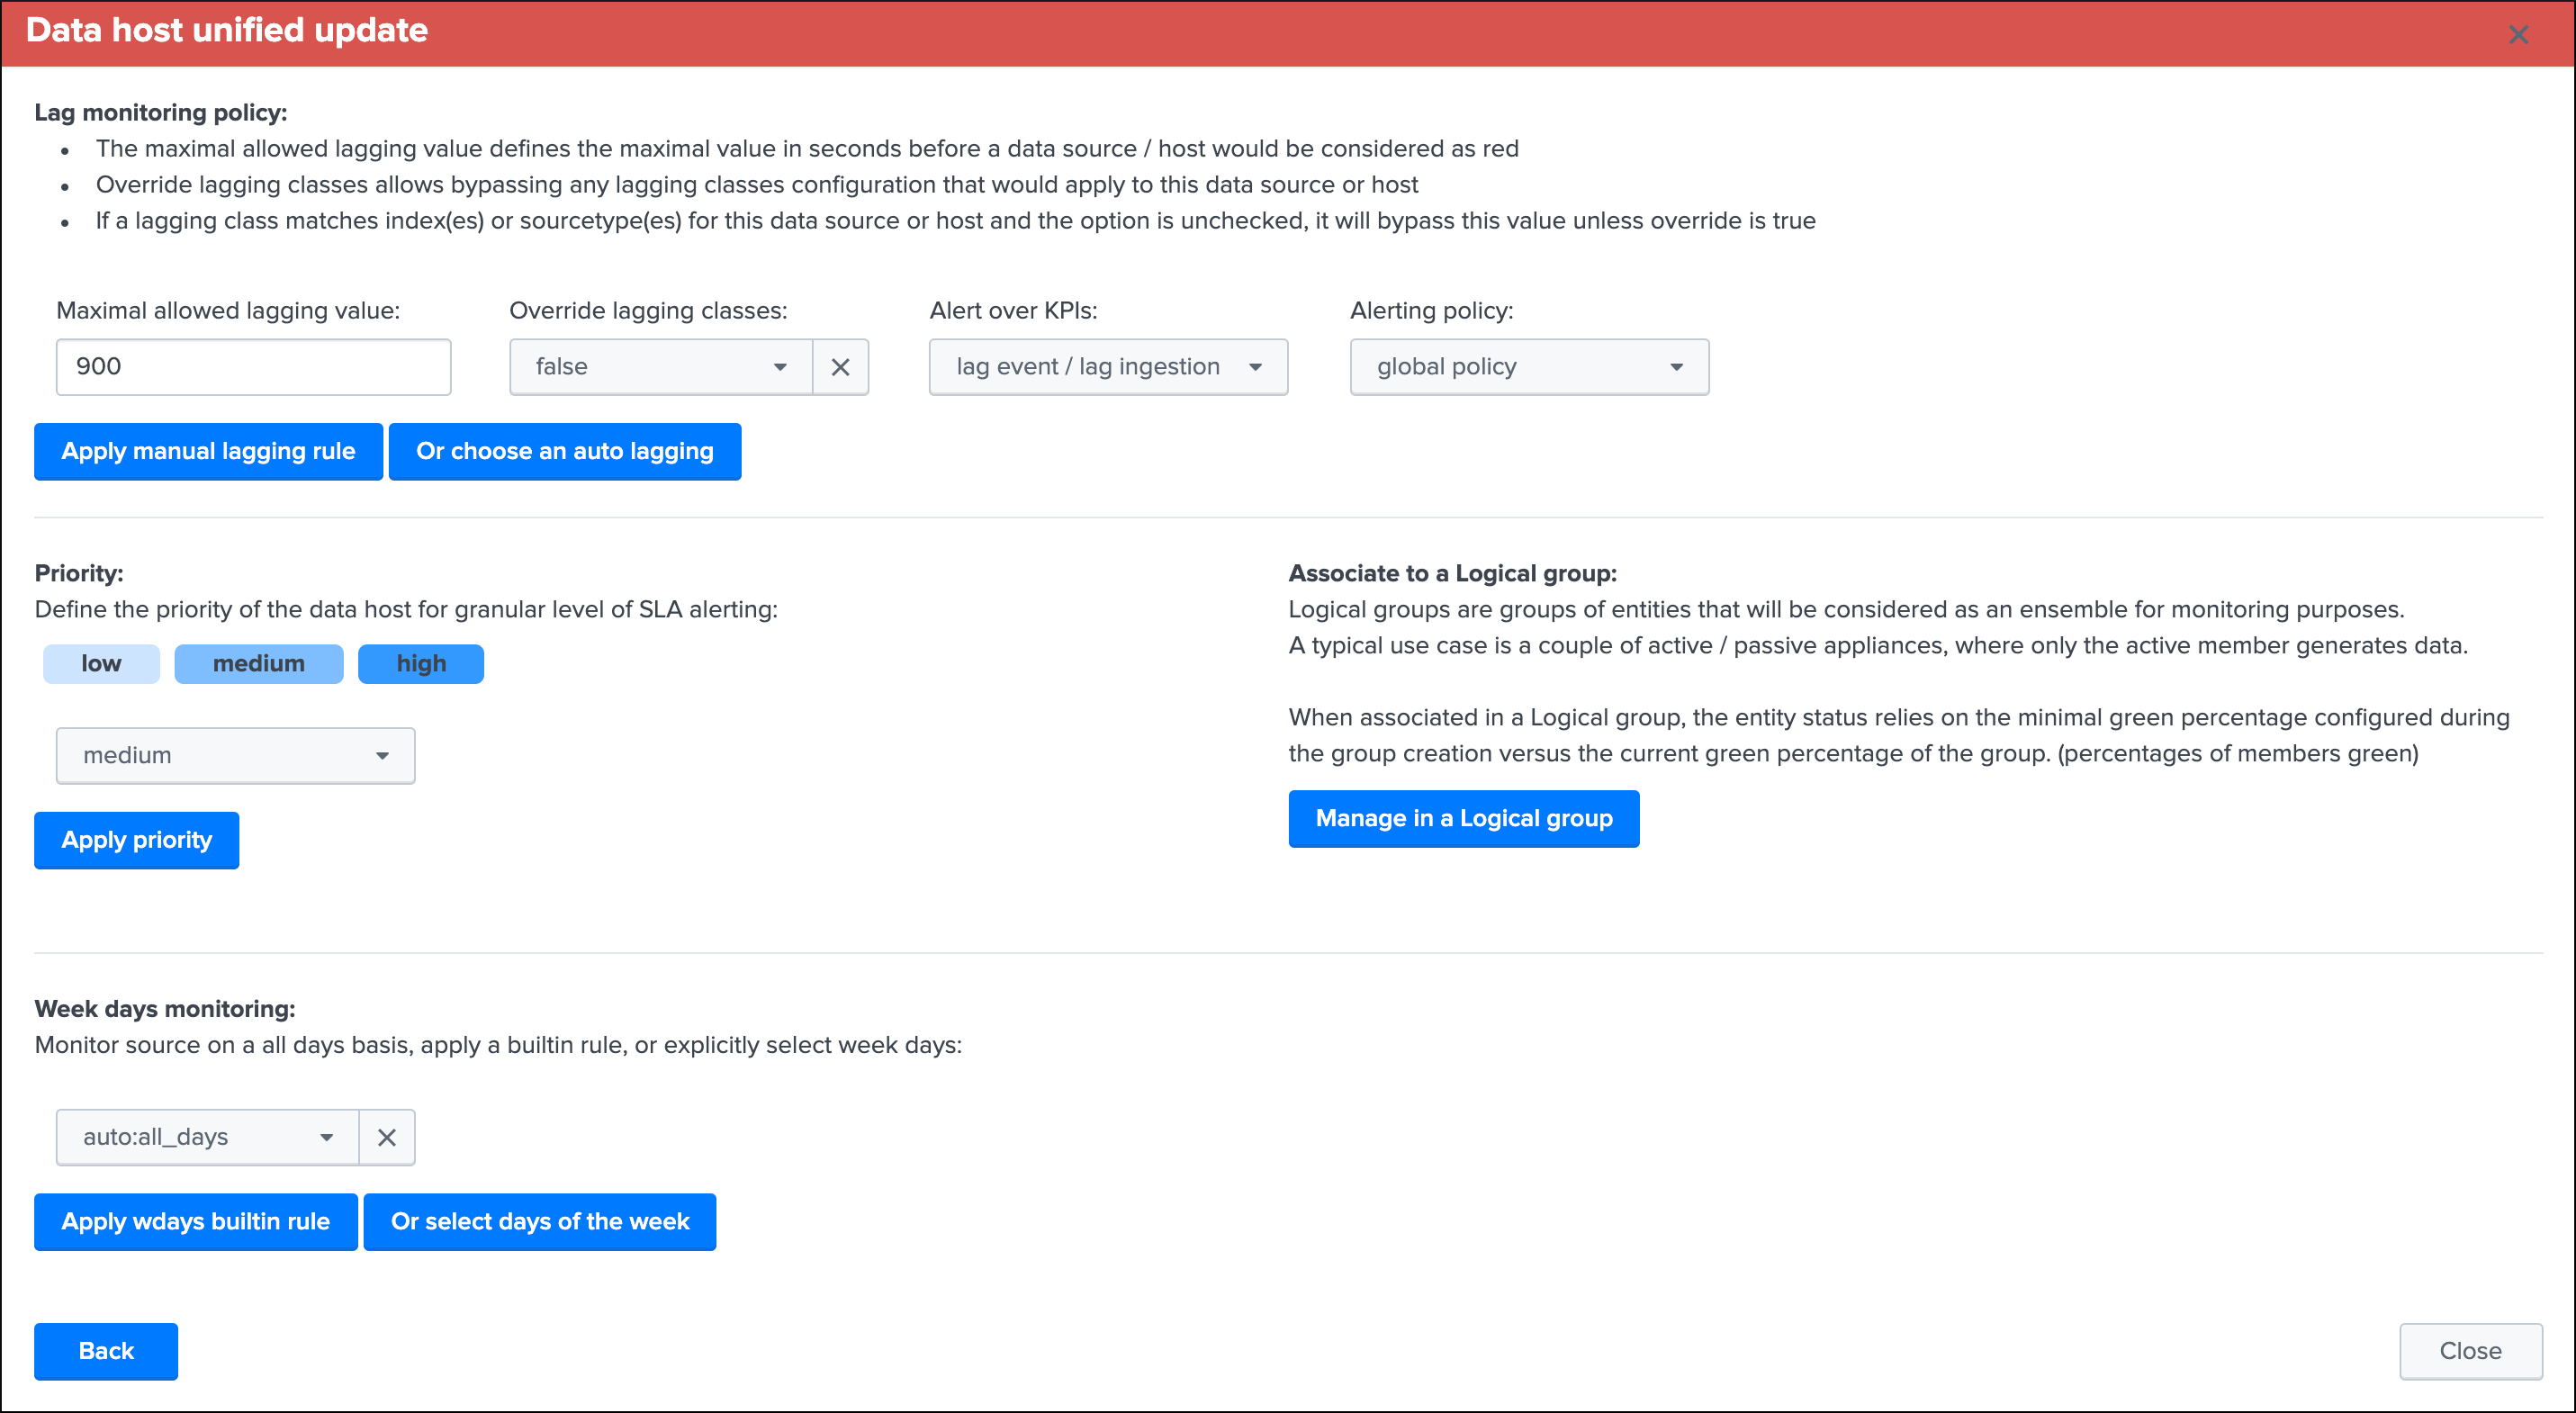 Data host unified update
Lag monitoring policy:
• The maximal allowed lagging value defines the maximal value in seconds before a data source / host would be considered as red
• Override lagging classes allows bypassing any lagging classes configuration that would apply to this data source or host
• If a lagging class matches index(es) or sourcetype(es) for this data source or host and the option is unchecked, it will bypass this value unless override is true
Maximal allowed lagging value: Override lagging classes: Alert over KPIs: Alerting policy:
900 false lag event / lag ingestion global policy
Apply manual lagging rule Or choose an auto lagging
Priority:
Define the priority of the data host for granular level of SLA alerting:
low medium high
medium
Apply priority
Associate to a Logical group:
Logical groups are groups of entities that will be considered as an ensemble for monitoring purposes.
A typical use case is a couple of active / passive appliances, where only the active member generates data.
When associated in a Logical group, the entity status relies on the minimal green percentage configured during
the group creation versus the current green percentage of the group. (percentages of members green)
Manage in a Logical group
Week days monitoring:
Monitor source on a all days basis, apply a builtin rule, or explicitly select week days:
auto:all_days
Apply wdays builtin rule Or select days of the week
Back Close